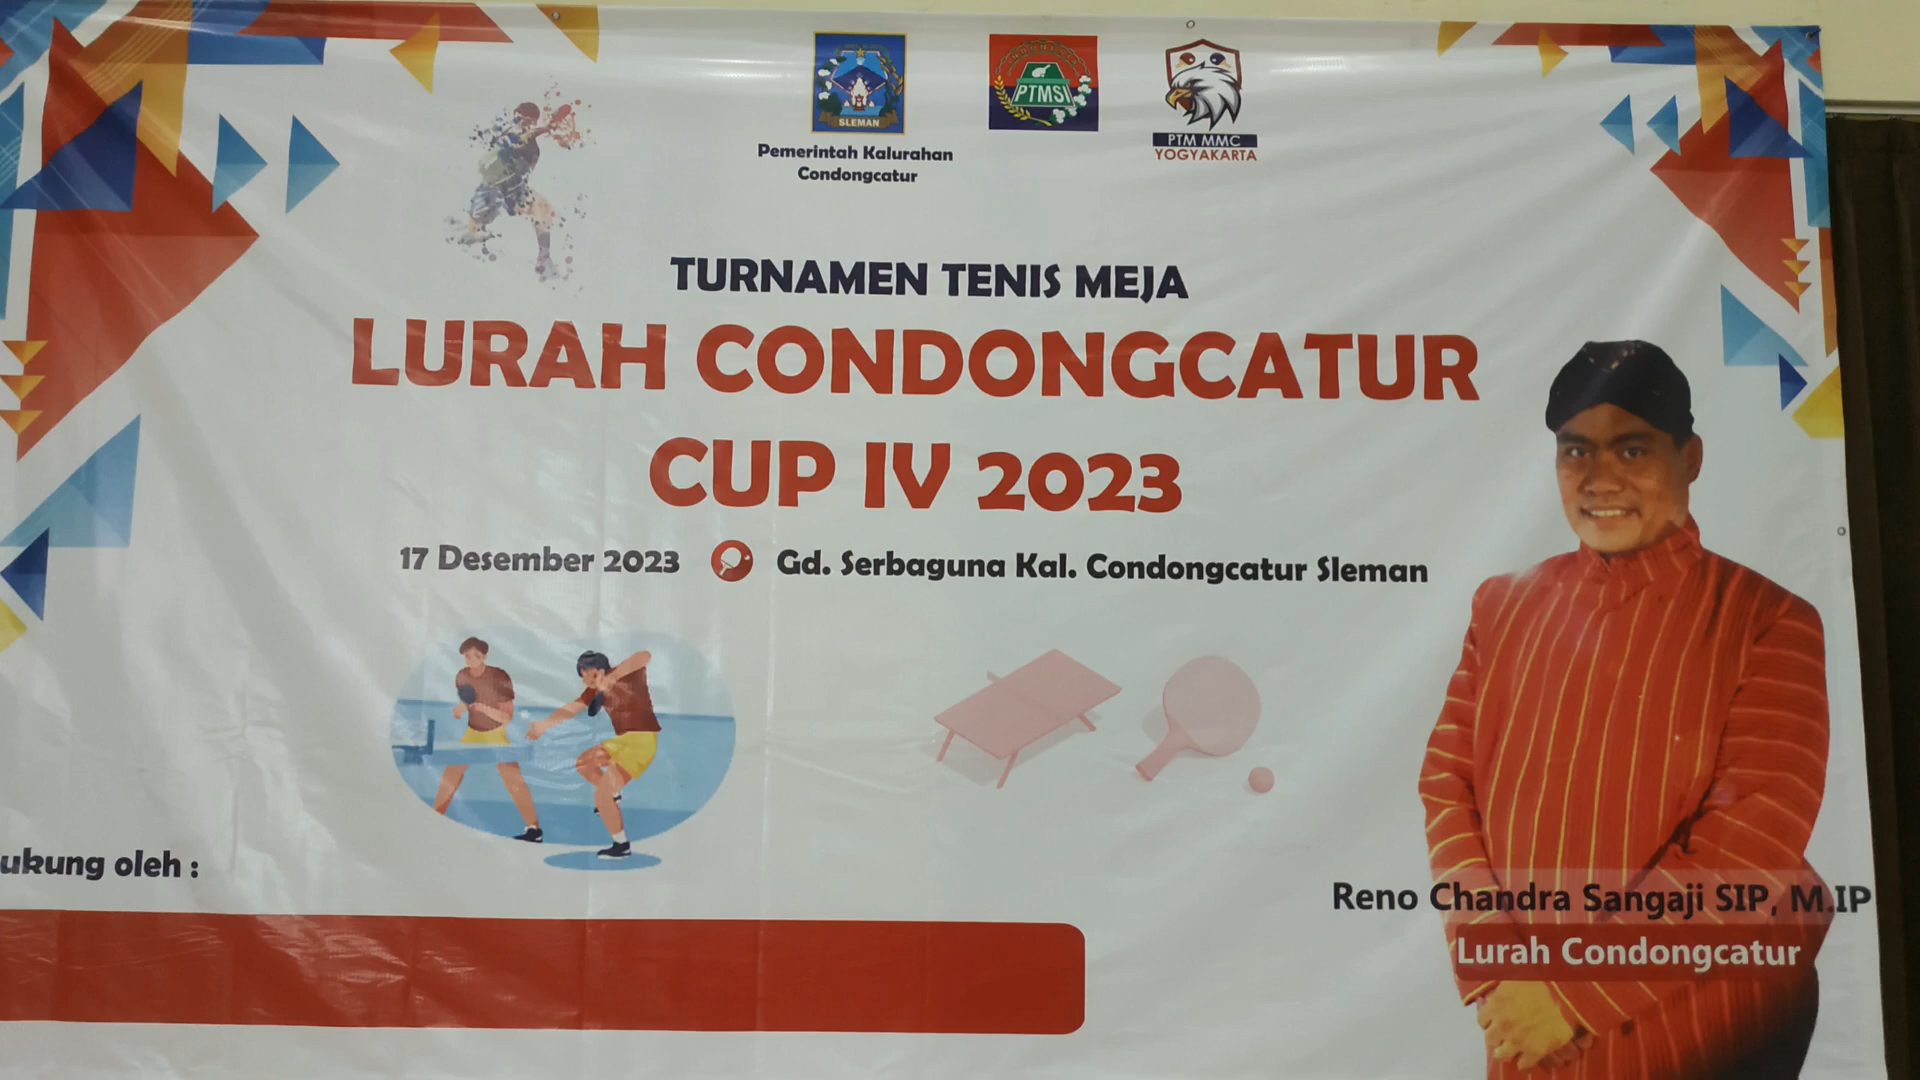 SLEMAN
Pemerintah Kalurahan
Condongcatur
PTMSI
PTM MMC
YOGYAKARTA
TURNAMEN TENIS MEJA
LURAH CONDONGCATUR
CUP IV 2023
17 Desember 2023 Gd. Serbaguna Kal. Condongcatur Sleman
ukung oleh :
Reno Chandra Sangaji SIP, M.IP
Lurah Condongcatur